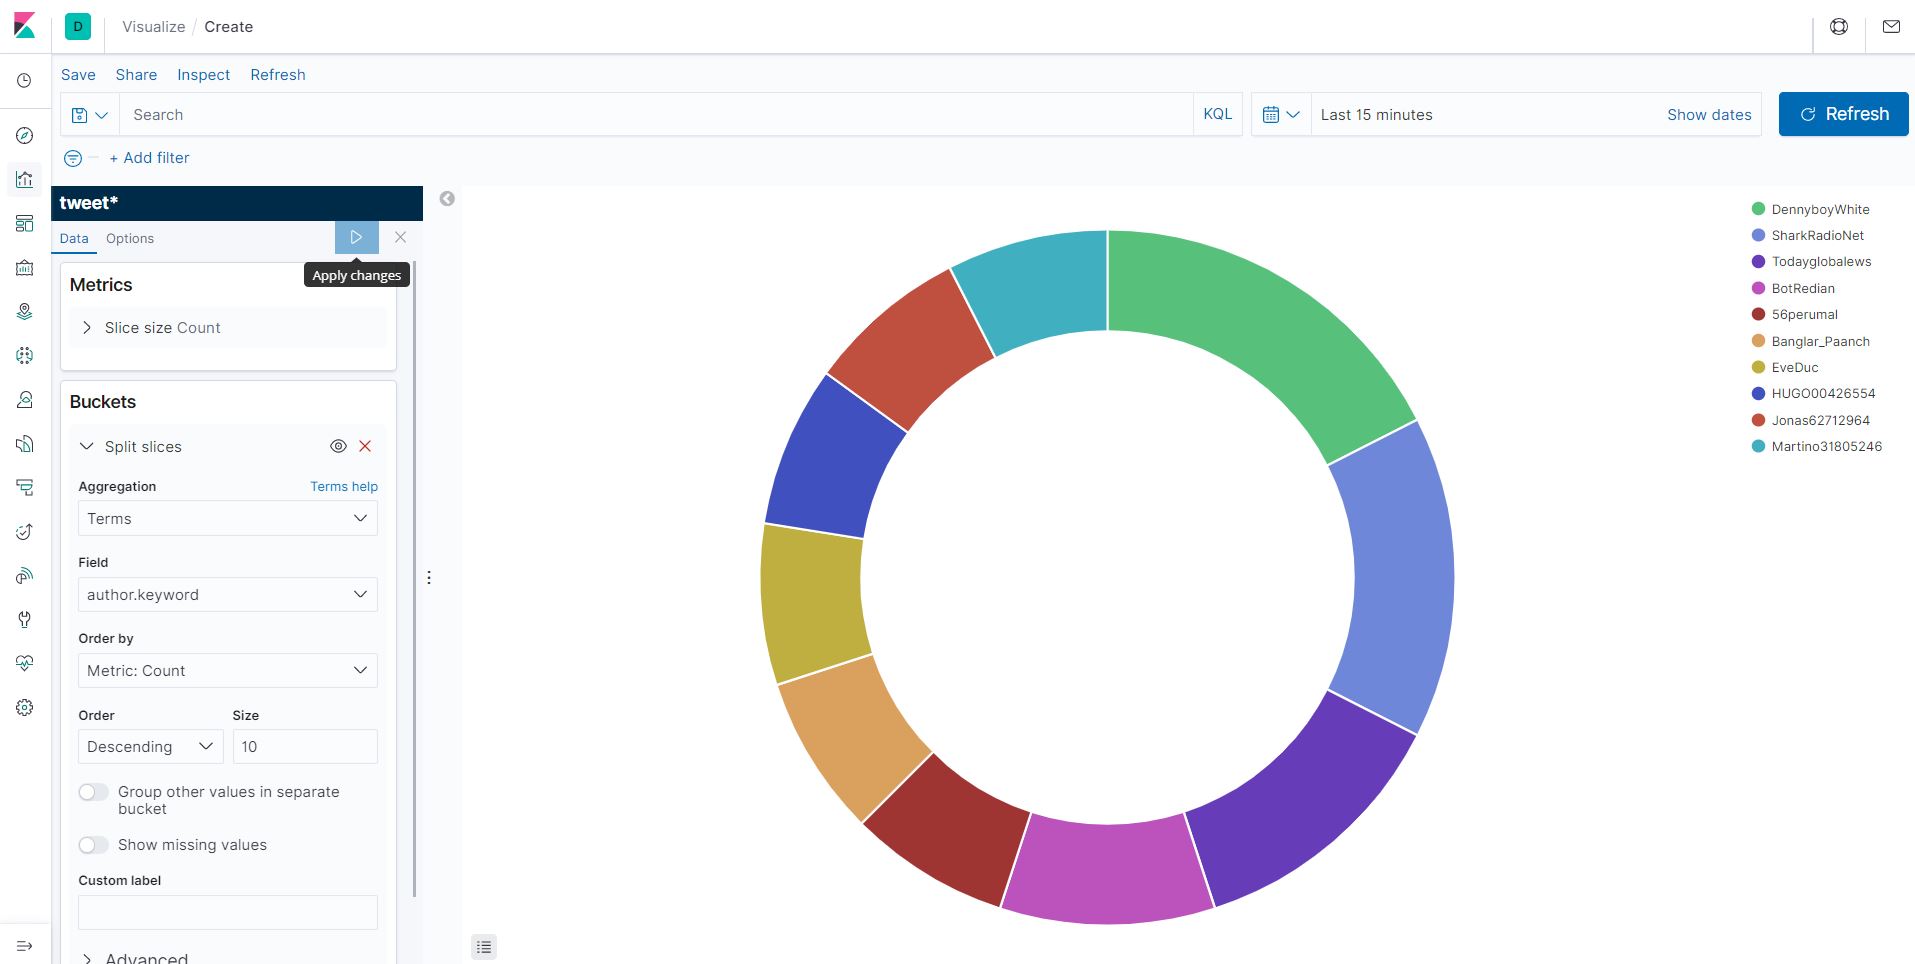 D
Visualize / Create
Save Share Inspect Refresh
Search
KQL
Last 15 minutes
Show dates
Refresh
+ Add filter
tweet*
Data Options
Apply changes
Metrics
Slice size Count
Buckets
Split slices
Aggregation
Terms help
Terms
Field
author.keyword
Order by
Metric: Count
Order Size
Descending 10
Group other values in separate
bucket
Show missing values
Custom label
Advanced
DennyboyWhite
SharkRadioNet
Todayglobalews
BotRedian
56perumal
Banglar_Paanch
EveDuc
HUGO00426554
Jonas62712964
Martino31805246